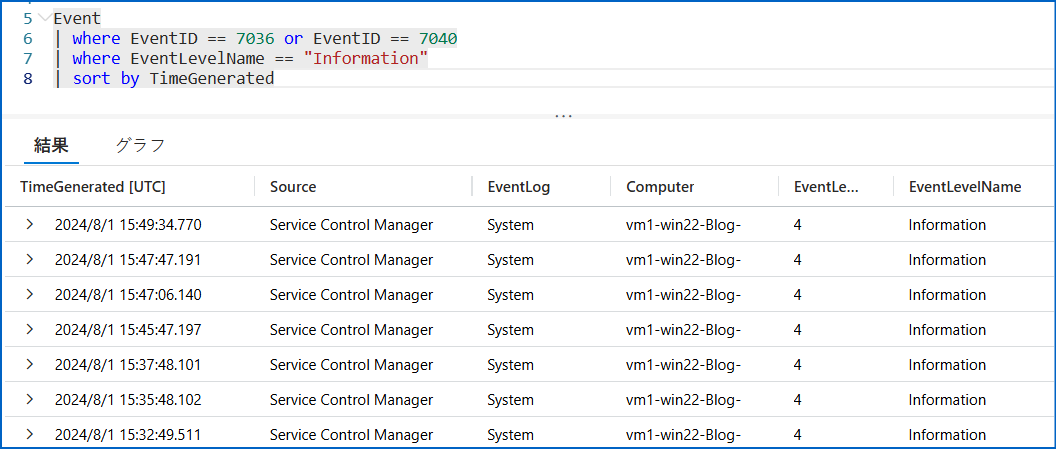 5 Event
6 | where EventID == 7036 or EventID == 7040
7 | where EventLevelName == "Information"
8 | sort by TimeGenerated
...
結果 グラフ
TimeGenerated [UTC] Source EventLog Computer EventLe... EventLevelName
2024/8/1 15:49:34.770 Service Control Manager System vm1-win22-Blog- 4 Information
2024/8/1 15:47:47.191 Service Control Manager System vm1-win22-Blog- 4 Information
2024/8/1 15:47:06.140 Service Control Manager System vm1-win22-Blog- 4 Information
2024/8/1 15:45:47.197 Service Control Manager System vm1-win22-Blog- 4 Information
2024/8/1 15:37:48.101 Service Control Manager System vm1-win22-Blog- 4 Information
2024/8/1 15:35:48.102 Service Control Manager System vm1-win22-Blog- 4 Information
2024/8/1 15:32:49.511 Service Control Manager System vm1-win22-Blog- 4 Information